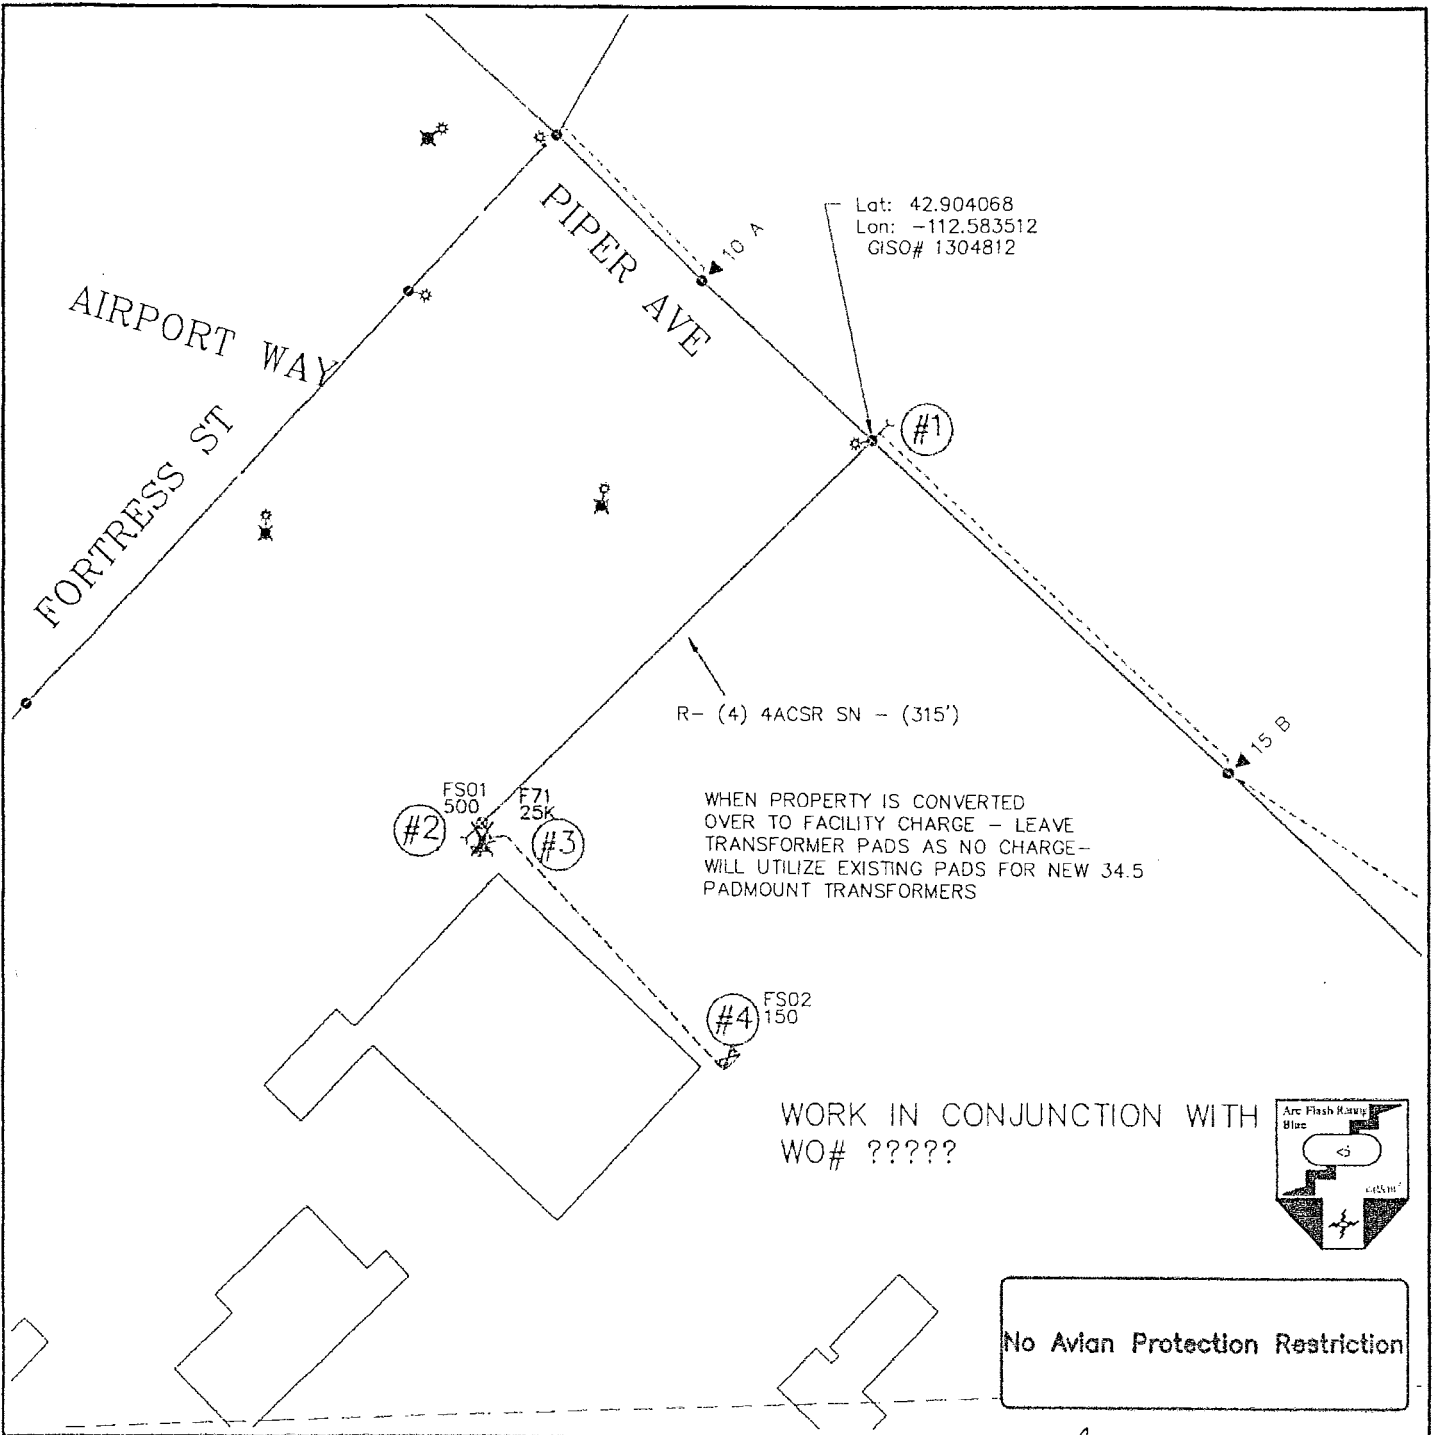 Lat: 42.904068
Lon: -112.583512
GISO# 1304812
10 A
PIPER AVE
AIRPORT WAY
FORTRESS ST
#1
R- (4) 4ACSR SN - (315')
15 B
FS01
500
F71
25K
#2
#3
WHEN PROPERTY IS CONVERTED
OVER TO FACILITY CHARGE - LEAVE
TRANSFORMER PADS AS NO CHARGE-
WILL UTILIZE EXISTING PADS FOR NEW 34.5
PADMOUNT TRANSFORMERS
#4
FS02
150
WORK IN CONJUNCTION WITH
WO# ?????
Arc Flash Rating
Blue
No Avian Protection Restriction